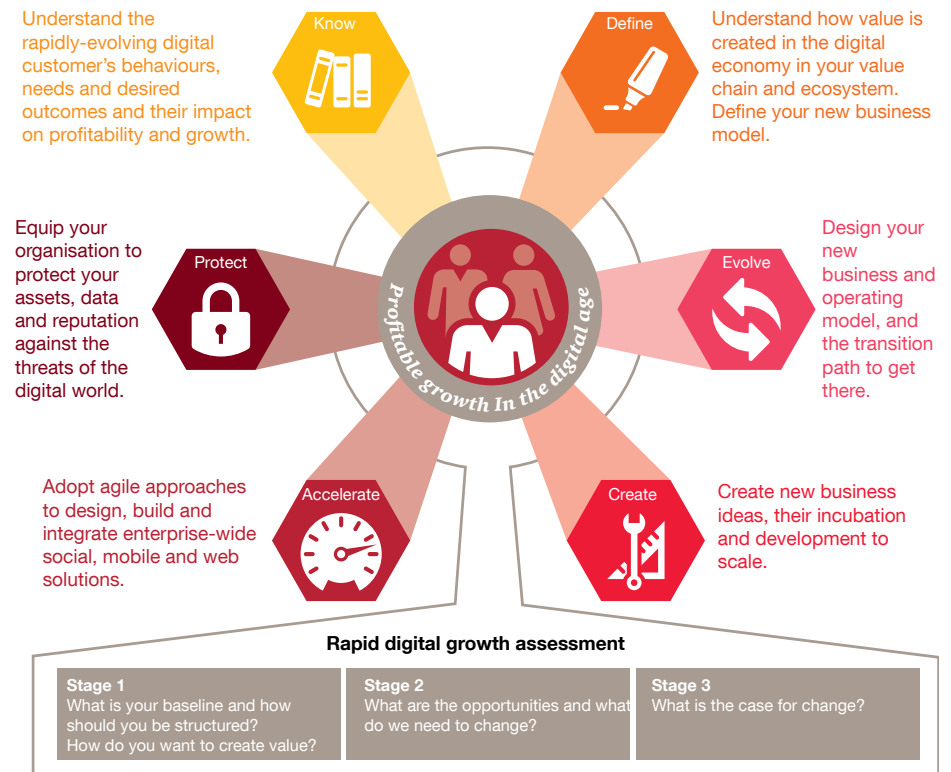 Understand the
rapidly-evolving digital
customer's behaviours,
needs and desired
outcomes and their impact
on profitability and growth.
Know
Define
Understand how value is
created in the digital
economy in your value
chain and ecosystem.
Define your new business
model.
Equip your
organisation to
protect your
assets, data
and reputation
against the
threats of the
digital world.
Protect
Profitable growth In the digital age
Evolve
Design your
new
business and
operating
model, and
the transition
path to get
there.
Adopt agile approaches
to design, build and
integrate enterprise-wide
social, mobile and web
solutions.
Accelerate
Create
Create new business
ideas, their incubation
and development to
scale.
Rapid digital growth assessment
Stage 1
What is your baseline and how
should you be structured?
How do you want to create value?
Stage 2
What are the opportunities and what
do we need to change?
Stage 3
What is the case for change?